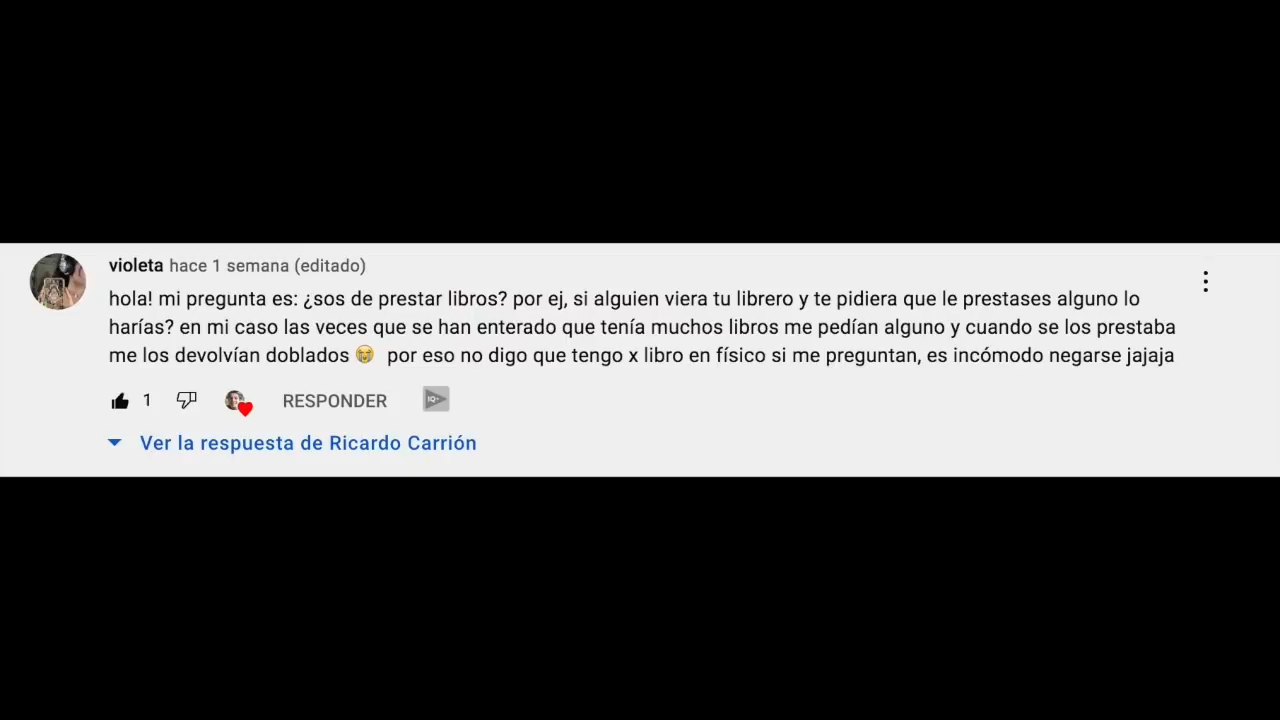 violeta hace 1 semana (editado)
hola! mi pregunta es: ¿sos de prestar libros? por ej, si alguien viera tu librero y te pidiera que le prestases alguno lo
harías? en mi caso las veces que se han enterado que tenía muchos libros me pedían alguno y cuando se los prestaba
me los devolvían doblados 😭 por eso no digo que tengo x libro en físico si me preguntan, es incómodo negarse jajaja
1 RESPONDER
Ver la respuesta de Ricardo Carrión